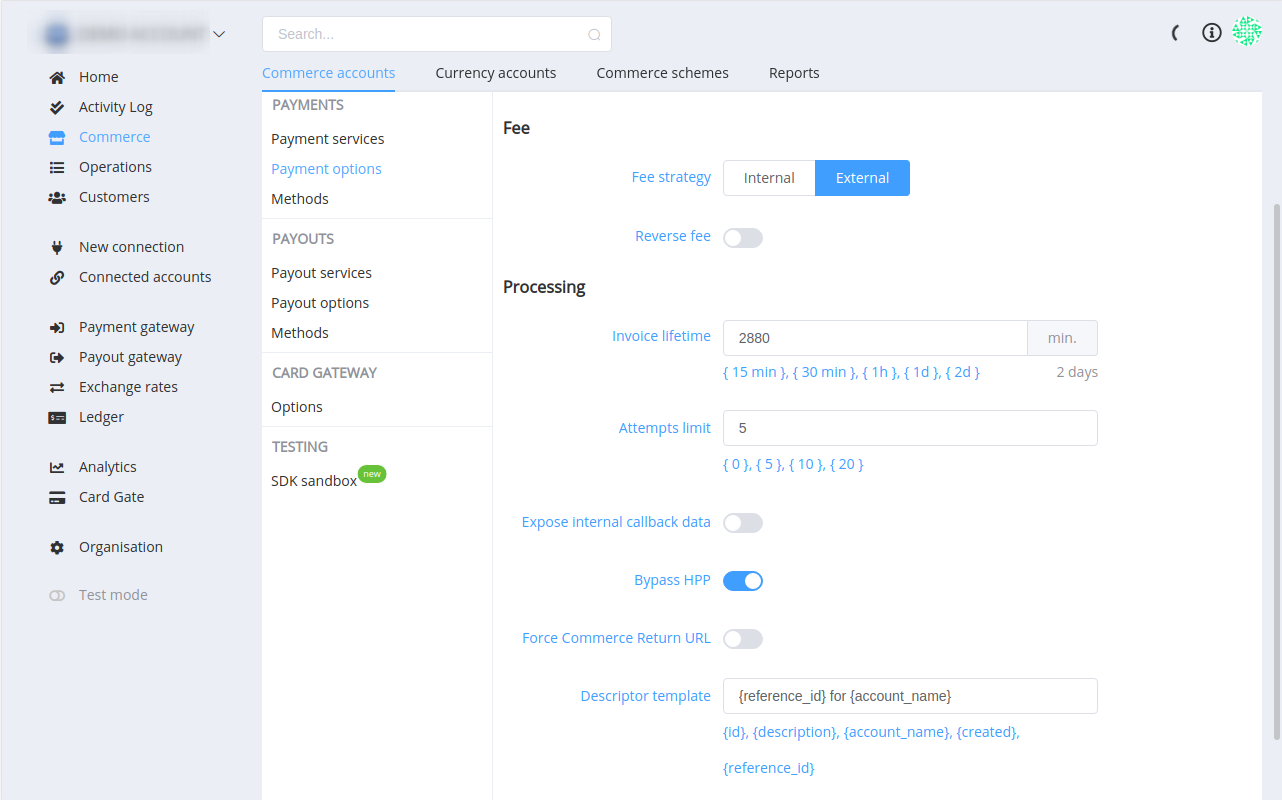 Search...
Home
Activity Log
Commerce
Operations
Customers
New connection
Connected accounts
Payment gateway
Payout gateway
Exchange rates
Ledger
Analytics
Card Gate
Organisation
Test mode
Commerce accounts Currency accounts Commerce schemes Reports
PAYMENTS
Payment services
Payment options
Methods
PAYOUTS
Payout services
Payout options
Methods
CARD GATEWAY
Options
TESTING
SDK sandbox new
Fee
Fee strategy Internal External
Reverse fee
Processing
Invoice lifetime 2880 min.
{ 15 min }, { 30 min }, { 1h }, { 1d }, { 2d } 2 days
Attempts limit 5
{ 0 }, { 5 }, { 10 }, { 20 }
Expose internal callback data
Bypass HPP
Force Commerce Return URL
Descriptor template {reference_id} for {account_name}
{id}, {description}, {account_name}, {created},
{reference_id}